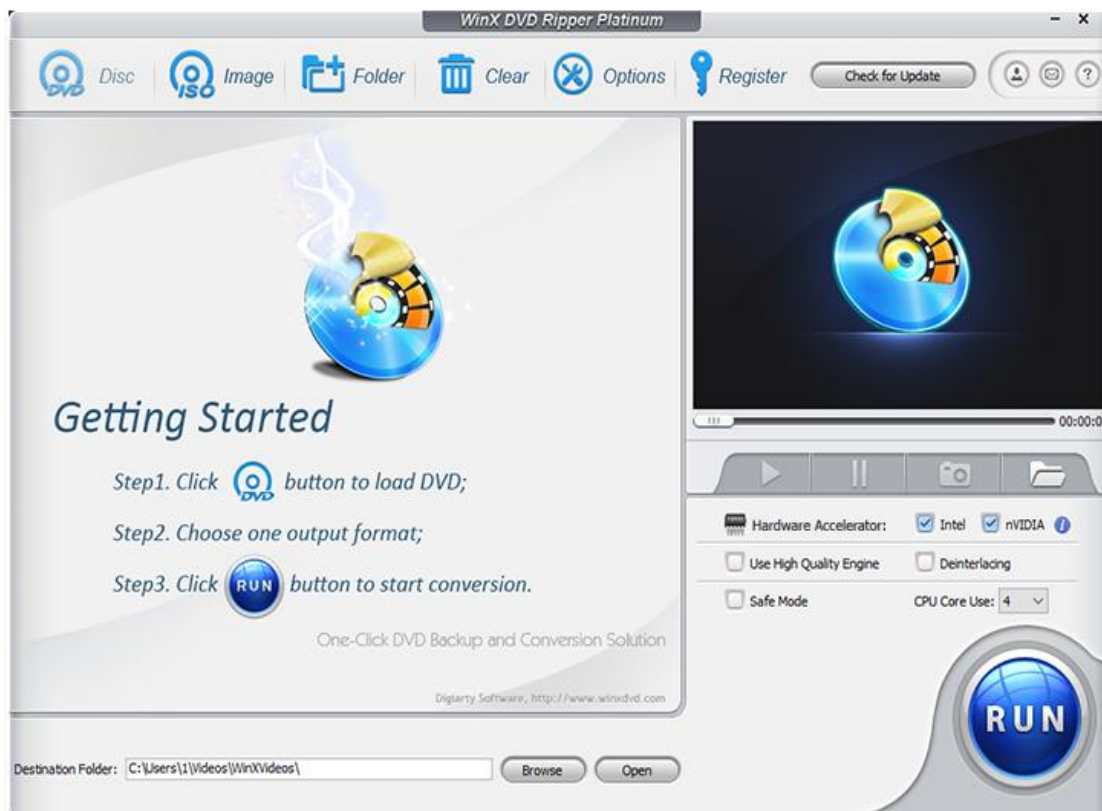 WinX DVD Ripper Platinum
DVD Disc
ISO Image
Folder
Clear
Options
Register
Check for Update
?
Getting Started
Step1. Click DVD button to load DVD;
Step2. Choose one output format;
Step3. Click RUN button to start conversion.
One-Click DVD Backup and Conversion Solution
Digiarty Software, http://www.winxdvd.com
00:00:0
Hardware Accelerator: Intel nVIDIA i
Use High Quality Engine Deinterlacing
Safe Mode CPU Core Use: 4
RUN
Destination Folder: C:\Users\1\Videos\WinXVideos\ Browse Open